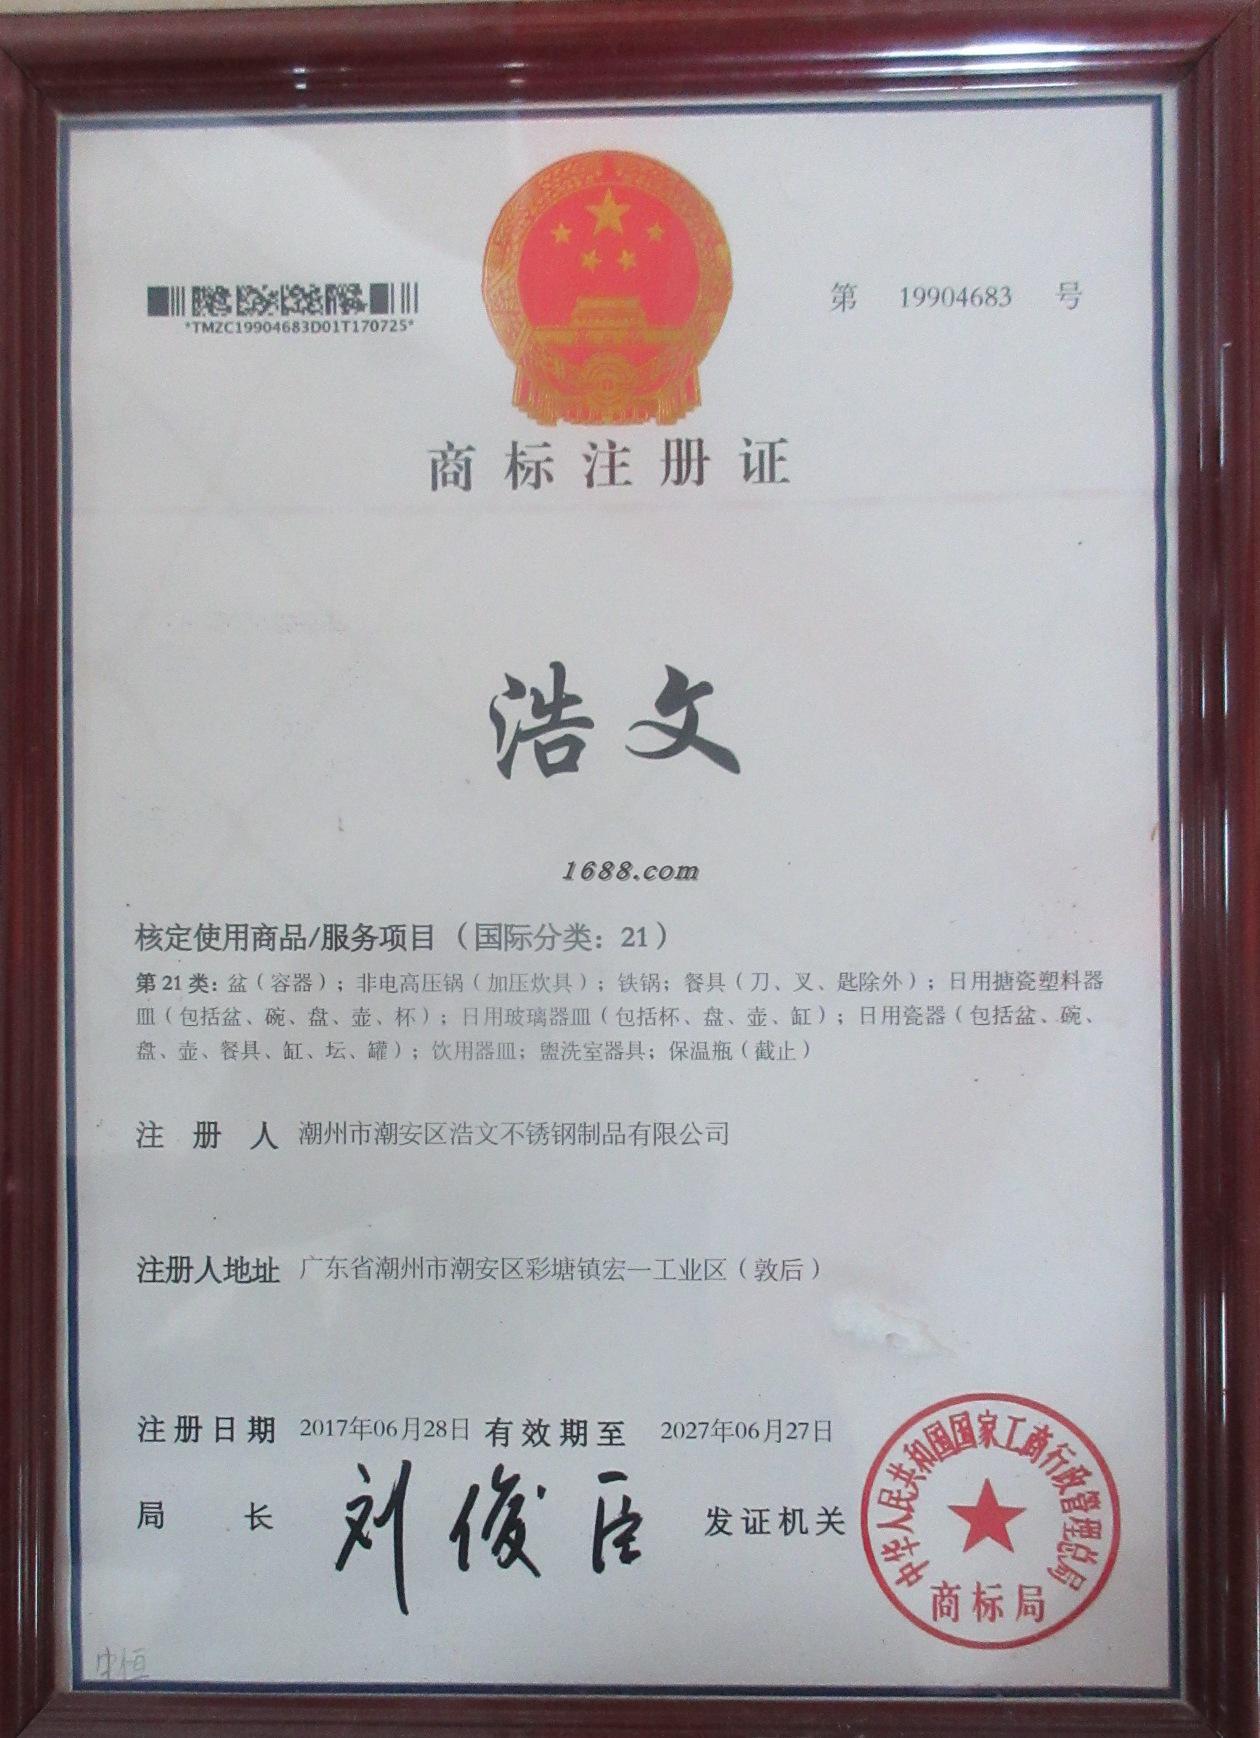 *TMZC19904683D01T170725*
第 19904683 号
商标注册证
浩文
1688.com
核定使用商品/服务项目（国际分类：21）
第21类：盆（容器）；非电高压锅（加压炊具）；铁锅；餐具（刀、叉、匙除外）；日用搪瓷塑料器
皿（包括盆、碗、盘、壶、杯）；日用玻璃器皿（包括杯、盘、壶、缸）；日用瓷器（包括盆、碗、
盘、壶、餐具、缸、坛、罐）；饮用器皿；盥洗室器具；保温瓶（截止）
注册人 潮州市潮安区浩文不锈钢制品有限公司
注册人地址 广东省潮州市潮安区彩塘镇宏一工业区（敦后）
注册日期 2017年06月28日 有效期至 2027年06月27日
局长 刘俊臣 发证机关
中华人民共和国国家工商行政管理总局
商标局
中恒